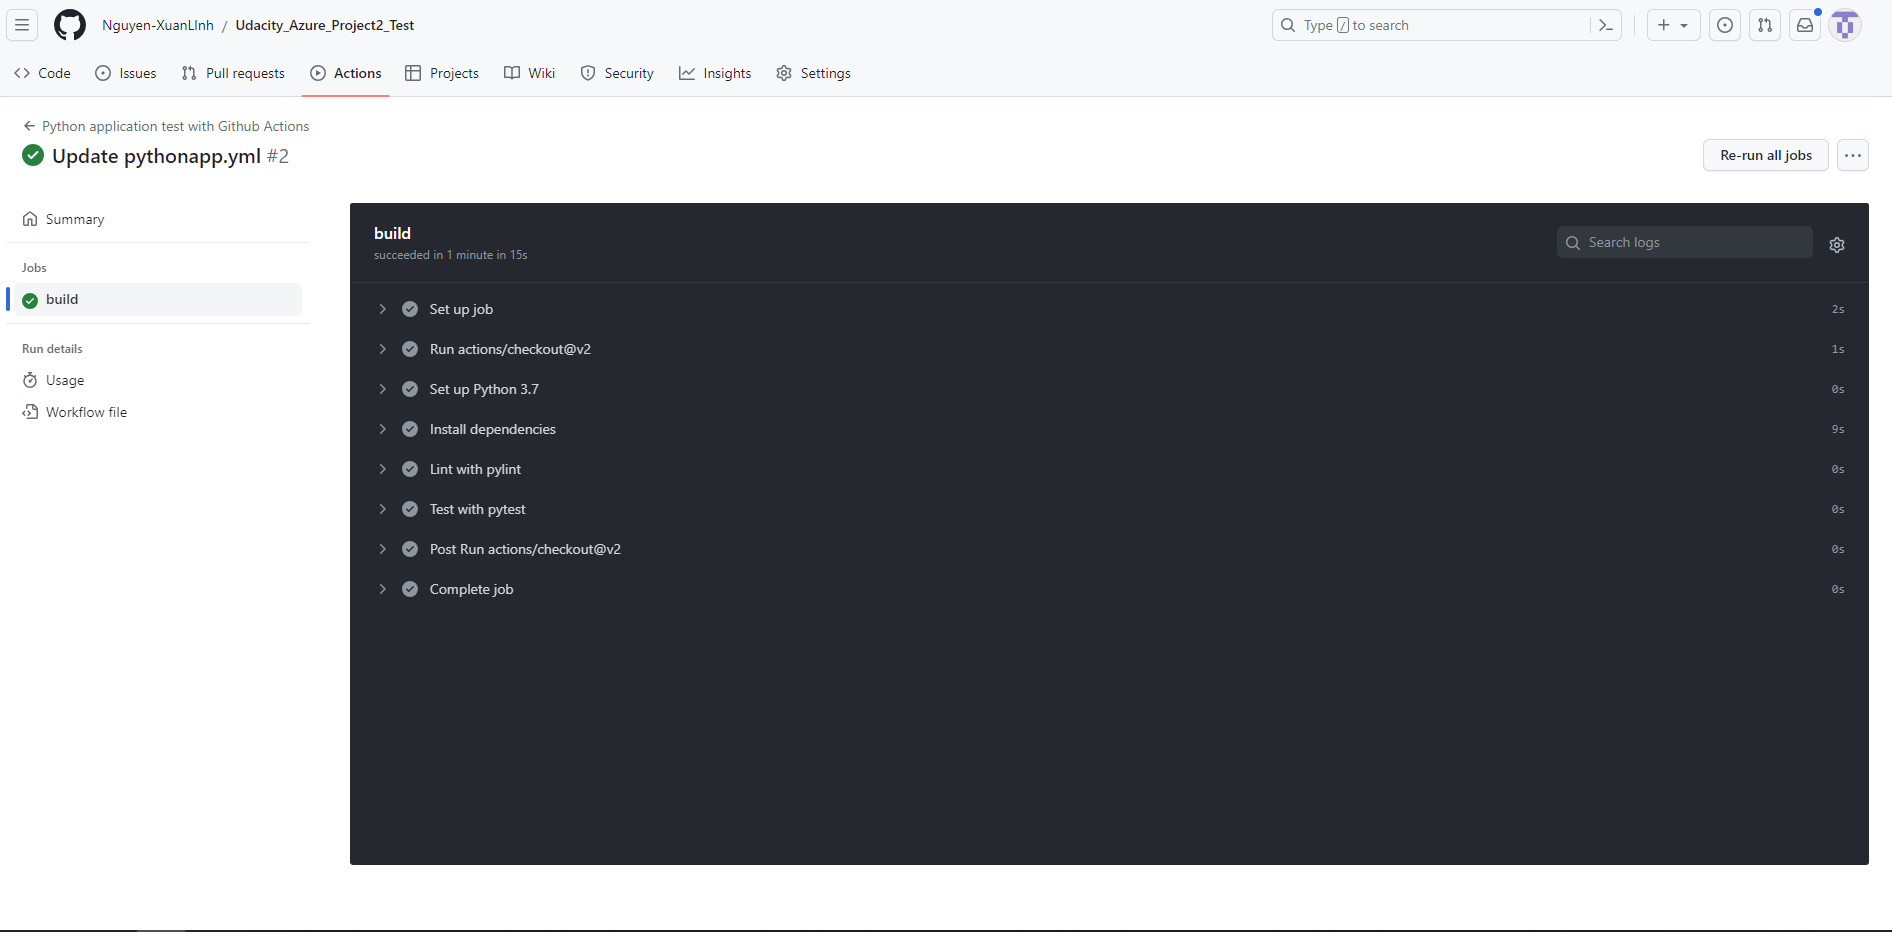 Nguyen-XuanLInh / Udacity_Azure_Project2_Test
Type / to search
Code Issues Pull requests Actions Projects Wiki Security Insights Settings
Python application test with Github Actions
Update pythonapp.yml #2
Re-run all jobs
Summary
Jobs
build
Run details
Usage
Workflow file
build
succeeded in 1 minute in 15s
Search logs
Set up job 2s
Run actions/checkout@v2 1s
Set up Python 3.7 0s
Install dependencies 9s
Lint with pylint 0s
Test with pytest 0s
Post Run actions/checkout@v2 0s
Complete job 0s